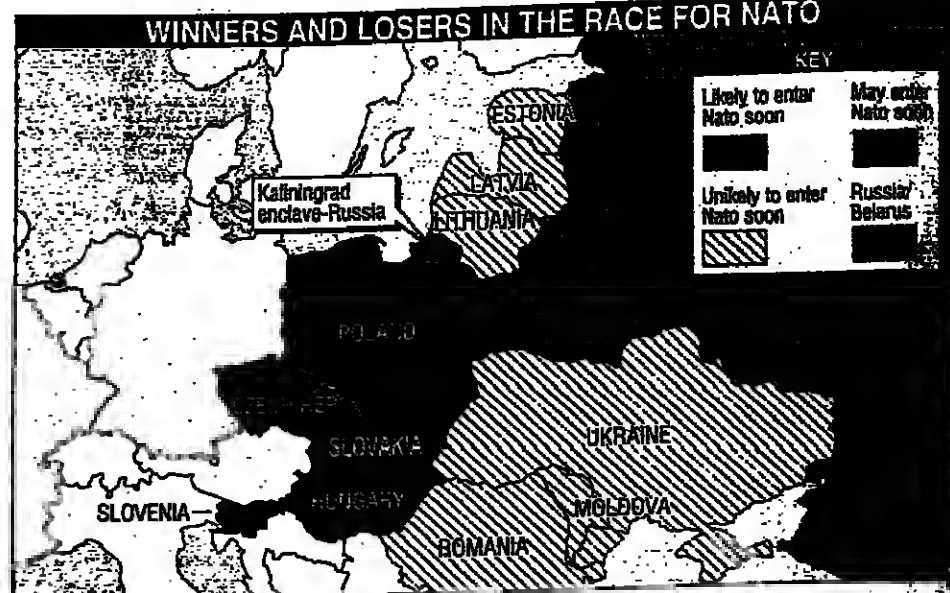 WINNERS AND LOSERS IN THE RACE FOR NATO
KEY
Likely to enter
Nato soon
May enter
Nato soon
Unlikely to enter
Nato soon
Russia/
Belarus
ESTONIA
LATVIA
LITHUANIA
Kaliningrad
enclave-Russia
POLAND
CZECH REP
SLOVAKIA
UKRAINE
HUNGARY
SLOVENIA
MOLDOVA
ROMANIA